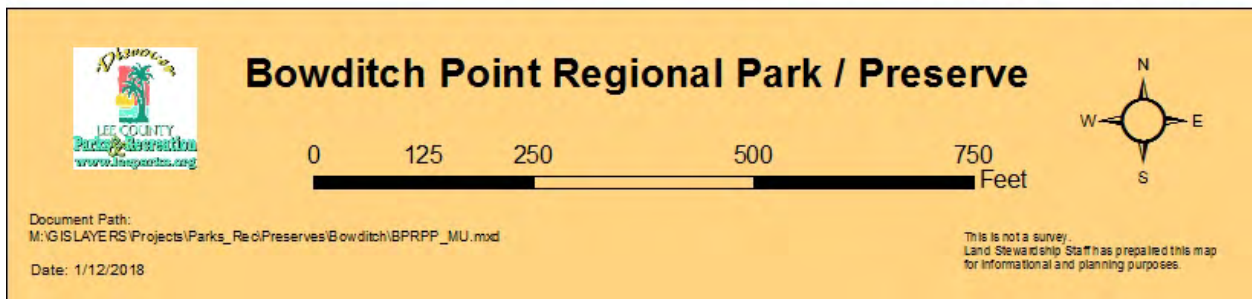 Discover
LEE COUNTY
Parks & Recreation
www.leeparks.org
Bowditch Point Regional Park / Preserve
0 125 250 500 750
Feet
N
W E
S
Document Path:
M:\GISLAYERS\Projects\Parks_Rec\Preserves\Bowditch\BPRPP_MU.mxd
Date: 1/12/2018
This is not a survey.
Land Stewardship Staff has prepaired this map
for informational and planning purposes.